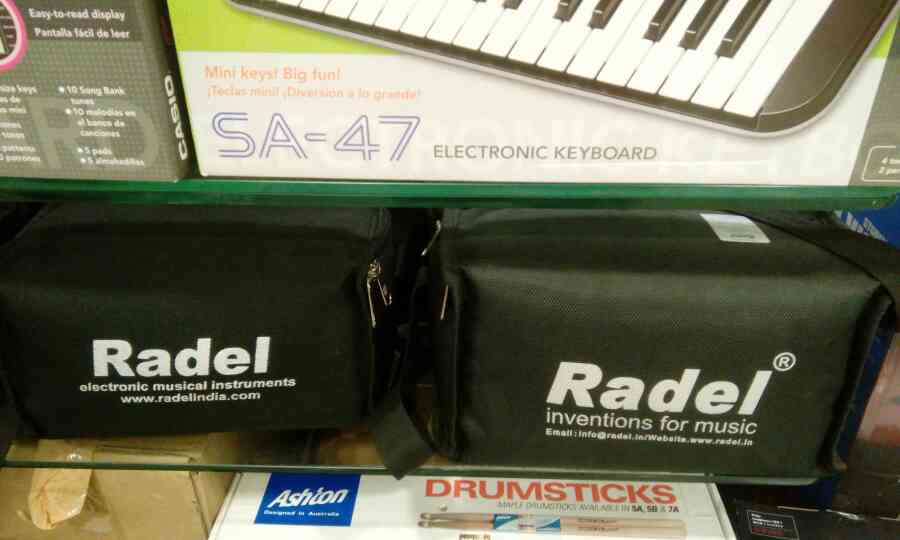 Easy-to-read display
Pantalla fácil de leer
size keys
10 Song Bank
tunes
10 melodías en
el banco de
canciones
5 pads
5 almohadillas
CASIO
Mini keys! Big fun!
¡Teclas mini! ¡Diversión a lo grande!
SA-47 ELECTRONIC KEYBOARD
Radel
electronic musical instruments
www.radelindia.com
Radel®
inventions for music
Email : info@radel.in/Website.www.radel.in
Ashton
Designed in Australia
DRUMSTICKS
MAPLE DRUMSTICKS AVAILABLE IN 5A, 5B & 7A